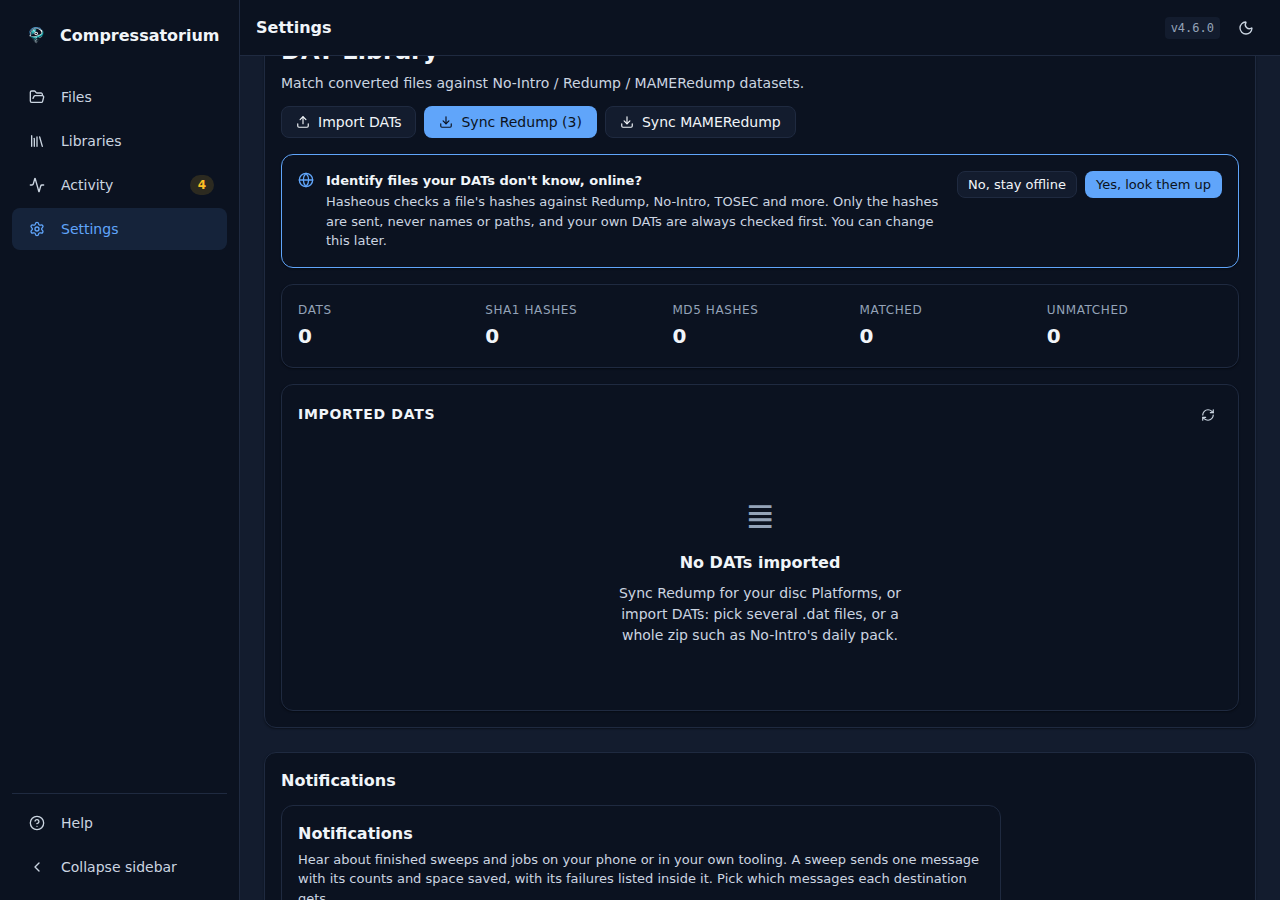 Compressatorium
Settings
v4.6.0
Files
Libraries
Activity
4
Settings
Help
Collapse sidebar
DAT Library
Match converted files against No-Intro / Redump / MAMERedump datasets.
Import DATs
Sync Redump (3)
Sync MAMERedump
Identify files your DATs don't know, online?
Hasheous checks a file's hashes against Redump, No-Intro, TOSEC and more. Only the hashes
are sent, never names or paths, and your own DATs are always checked first. You can change
this later.
No, stay offline
Yes, look them up
DATS
0
SHA1 HASHES
0
MD5 HASHES
0
MATCHED
0
UNMATCHED
0
IMPORTED DATS
No DATs imported
Sync Redump for your disc Platforms, or
import DATs: pick several .dat files, or a
whole zip such as No-Intro's daily pack.
Notifications
Notifications
Hear about finished sweeps and jobs on your phone or in your own tooling. A sweep sends one message
with its counts and space saved, with its failures listed inside it. Pick which messages each destination
gets.